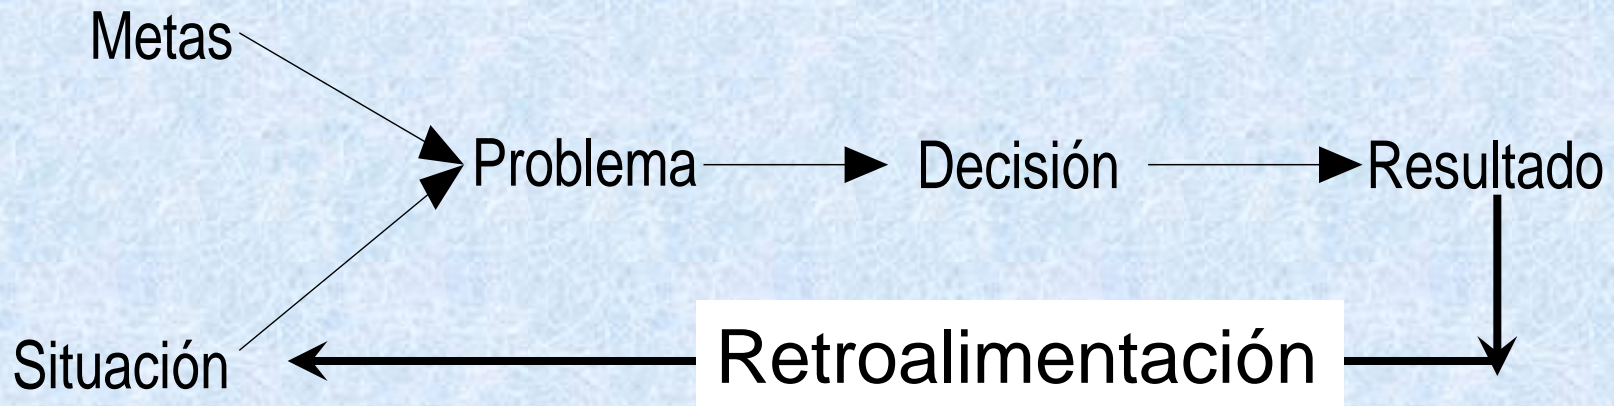 Metas
Problema
Decisión
Resultado
Situación
Retroalimentación